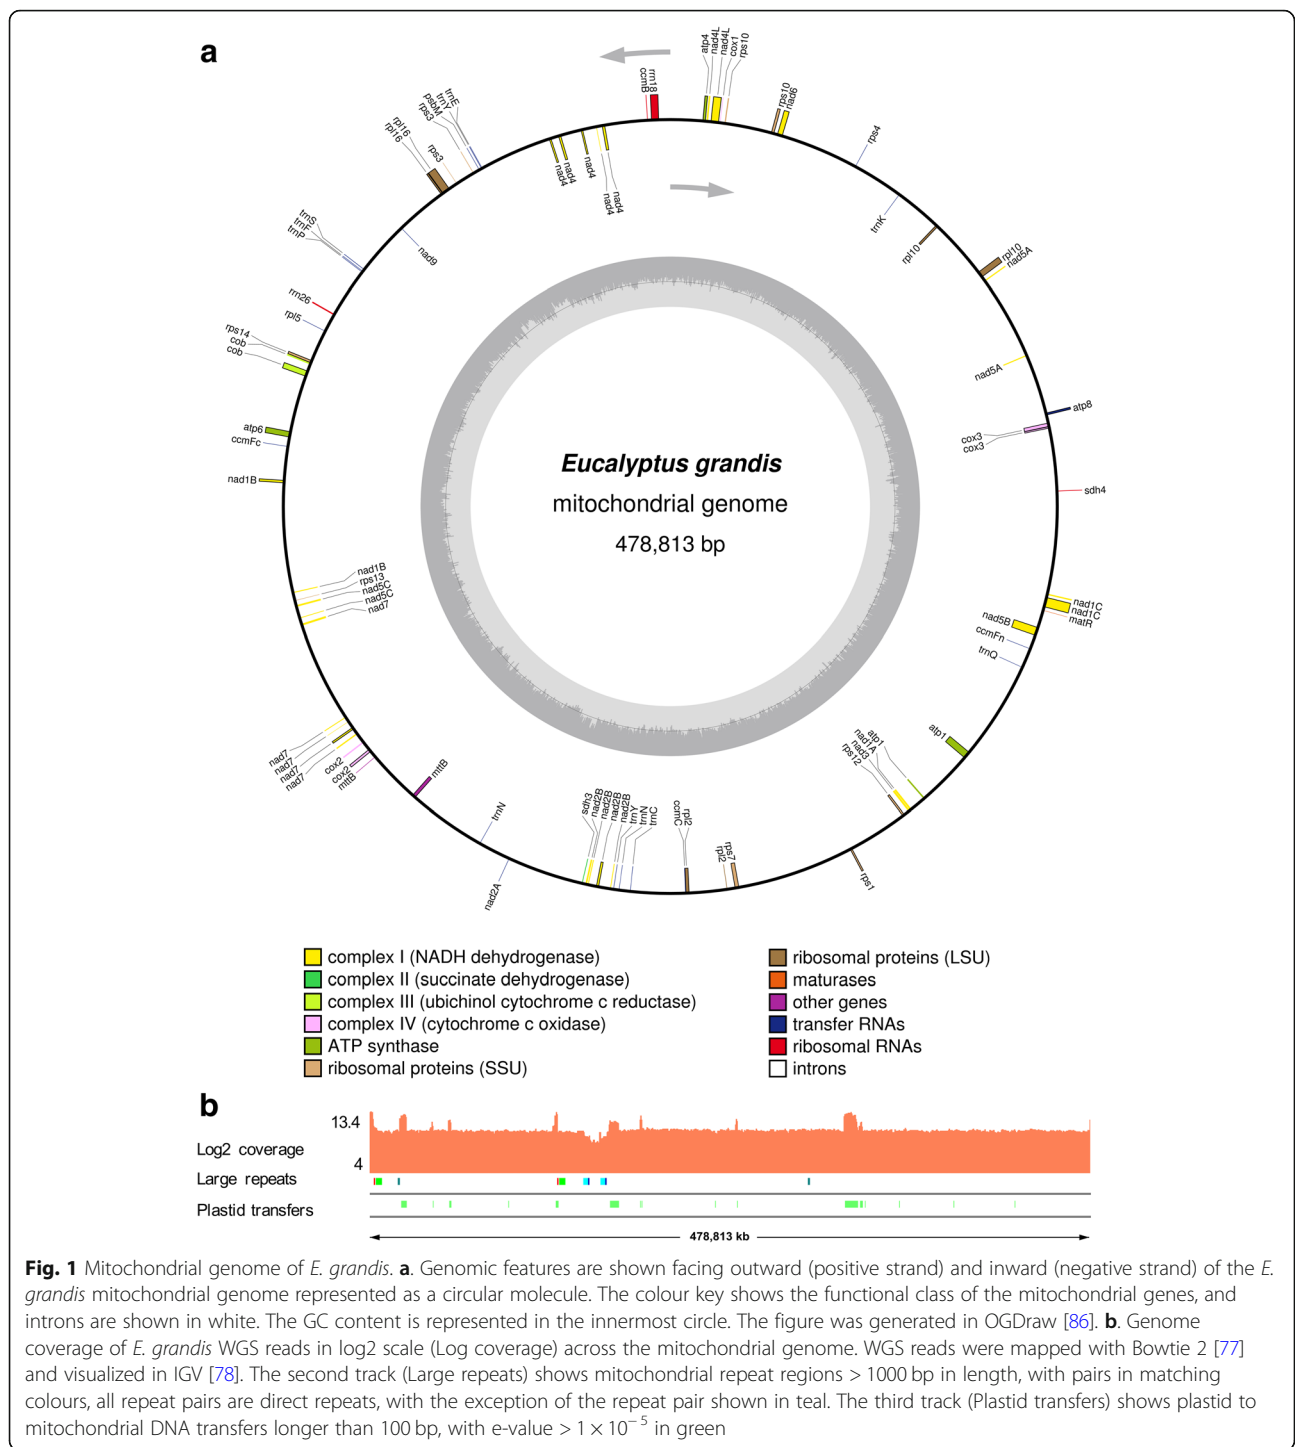 a
atp4
nad4L
nad4L
cox1
rps10
rrn18
ccmB
rps10
nad6
rps4
trnK
rpl10
rpl10
nad5A
nad5A
atp8
cox3
cox3
sdh4
nad1C
nad1C
matR
nad5B
ccmFn
trnQ
atp1
atp1
nad1A
nad3
rps12
rps1
rps7
rpl2
rpl2
ccmC
trnC
trnN
trnY
nad2B
nad2B
nad2B
nad2B
sdh3
nad2A
trnN
mttB
mttB
cox2
cox2
nad7
nad7
nad7
nad7
nad7
nad5C
nad5C
rps13
nad1B
nad1B
ccmFc
atp6
cob
cob
rps14
rpl5
rrn26
trnP
trnF
trnS
nad9
rpl16
rpl16
rps3
rps3
psbM
trnY
trnE
nad4
nad4
nad4
nad4
nad4
Eucalyptus grandis
mitochondrial genome
478,813 bp
complex I (NADH dehydrogenase)
complex II (succinate dehydrogenase)
complex III (ubichinol cytochrome c reductase)
complex IV (cytochrome c oxidase)
ATP synthase
ribosomal proteins (SSU)
ribosomal proteins (LSU)
maturases
other genes
transfer RNAs
ribosomal RNAs
introns
b
13.4
Log2 coverage
4
Large repeats
Plastid transfers
478,813 kb
Fig. 1 Mitochondrial genome of E. grandis. a. Genomic features are shown facing outward (positive strand) and inward (negative strand) of the E.
grandis mitochondrial genome represented as a circular molecule. The colour key shows the functional class of the mitochondrial genes, and
introns are shown in white. The GC content is represented in the innermost circle. The figure was generated in OGDraw [86]. b. Genome
coverage of E. grandis WGS reads in log2 scale (Log coverage) across the mitochondrial genome. WGS reads were mapped with Bowtie 2 [77]
and visualized in IGV [78]. The second track (Large repeats) shows mitochondrial repeat regions > 1000 bp in length, with pairs in matching
colours, all repeat pairs are direct repeats, with the exception of the repeat pair shown in teal. The third track (Plastid transfers) shows plastid to
mitochondrial DNA transfers longer than 100 bp, with e-value > 1 × 10⁻⁵ in green